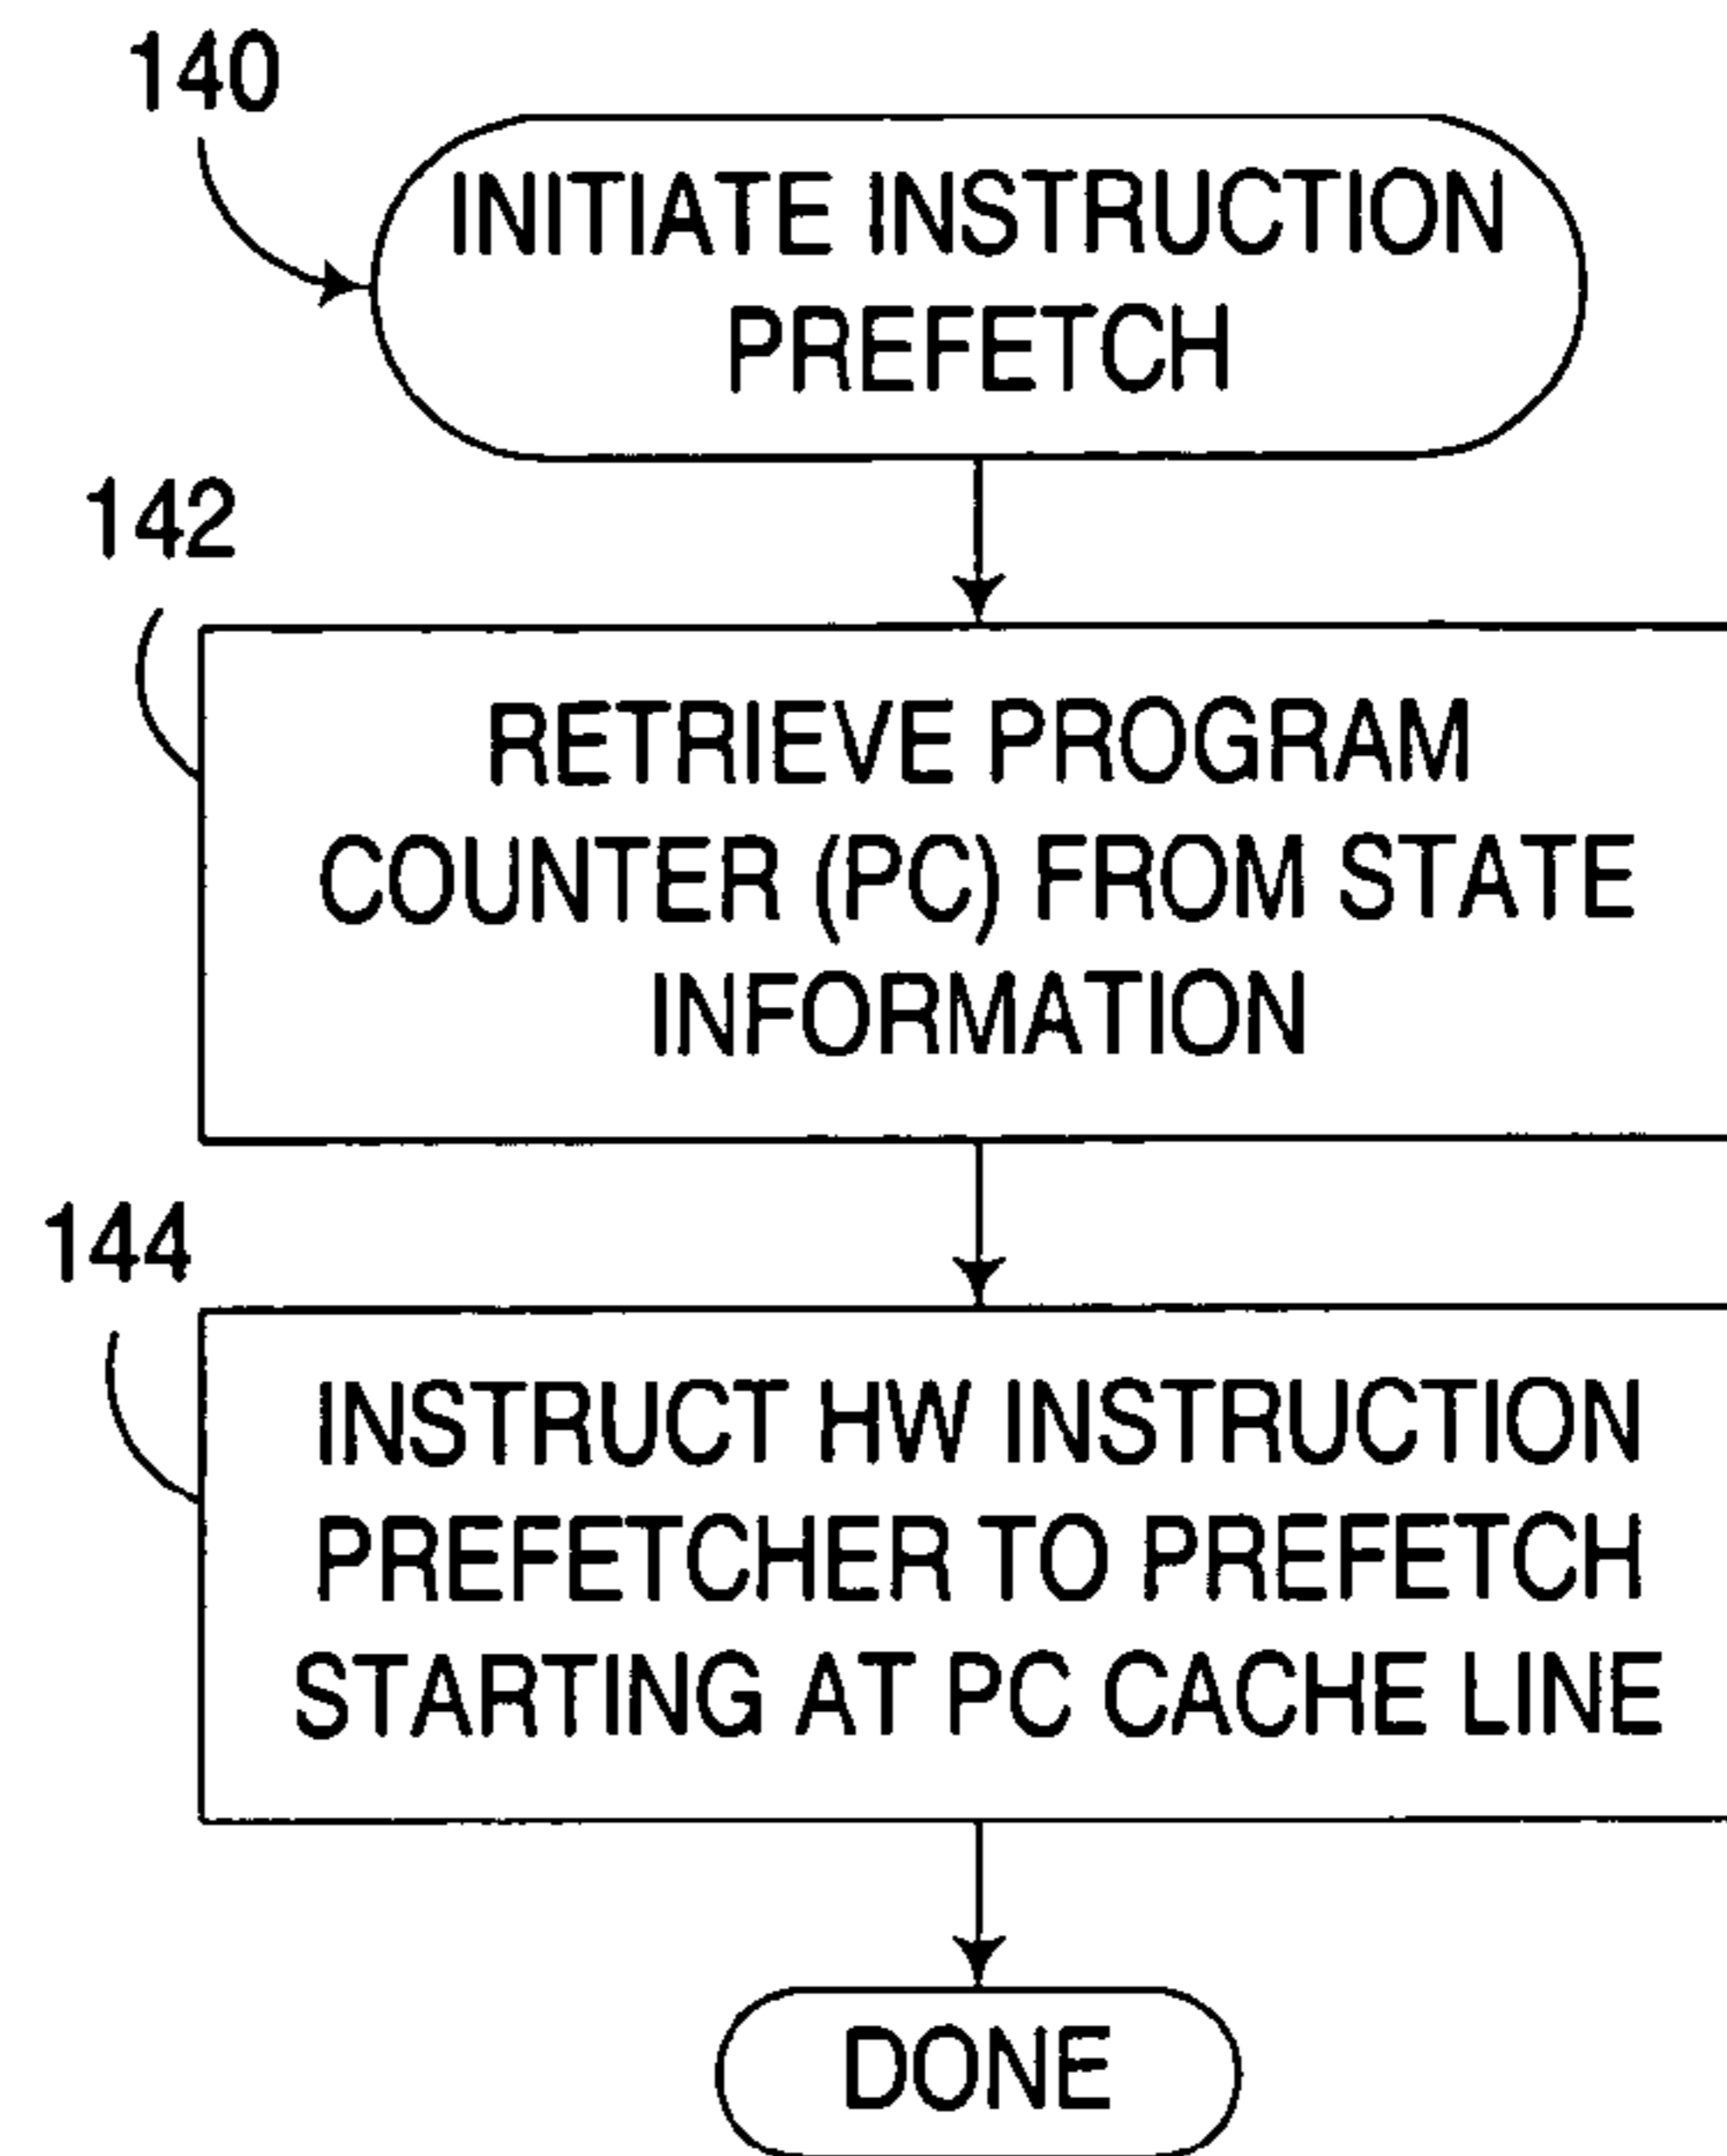 140
INITIATE INSTRUCTION
PREFETCH
142
RETRIEVE PROGRAM
COUNTER (PC) FROM STATE
INFORMATION
144
INSTRUCT HW INSTRUCTION
PREFETCHER TO PREFETCH
STARTING AT PC CACHE LINE
DONE